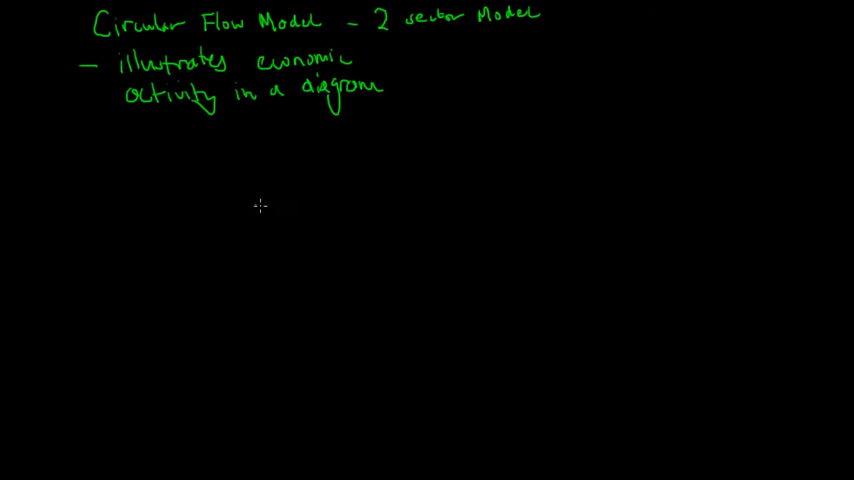 Circular Flow Model - 2 sector Model
- illustrates economic
activity in a diagram